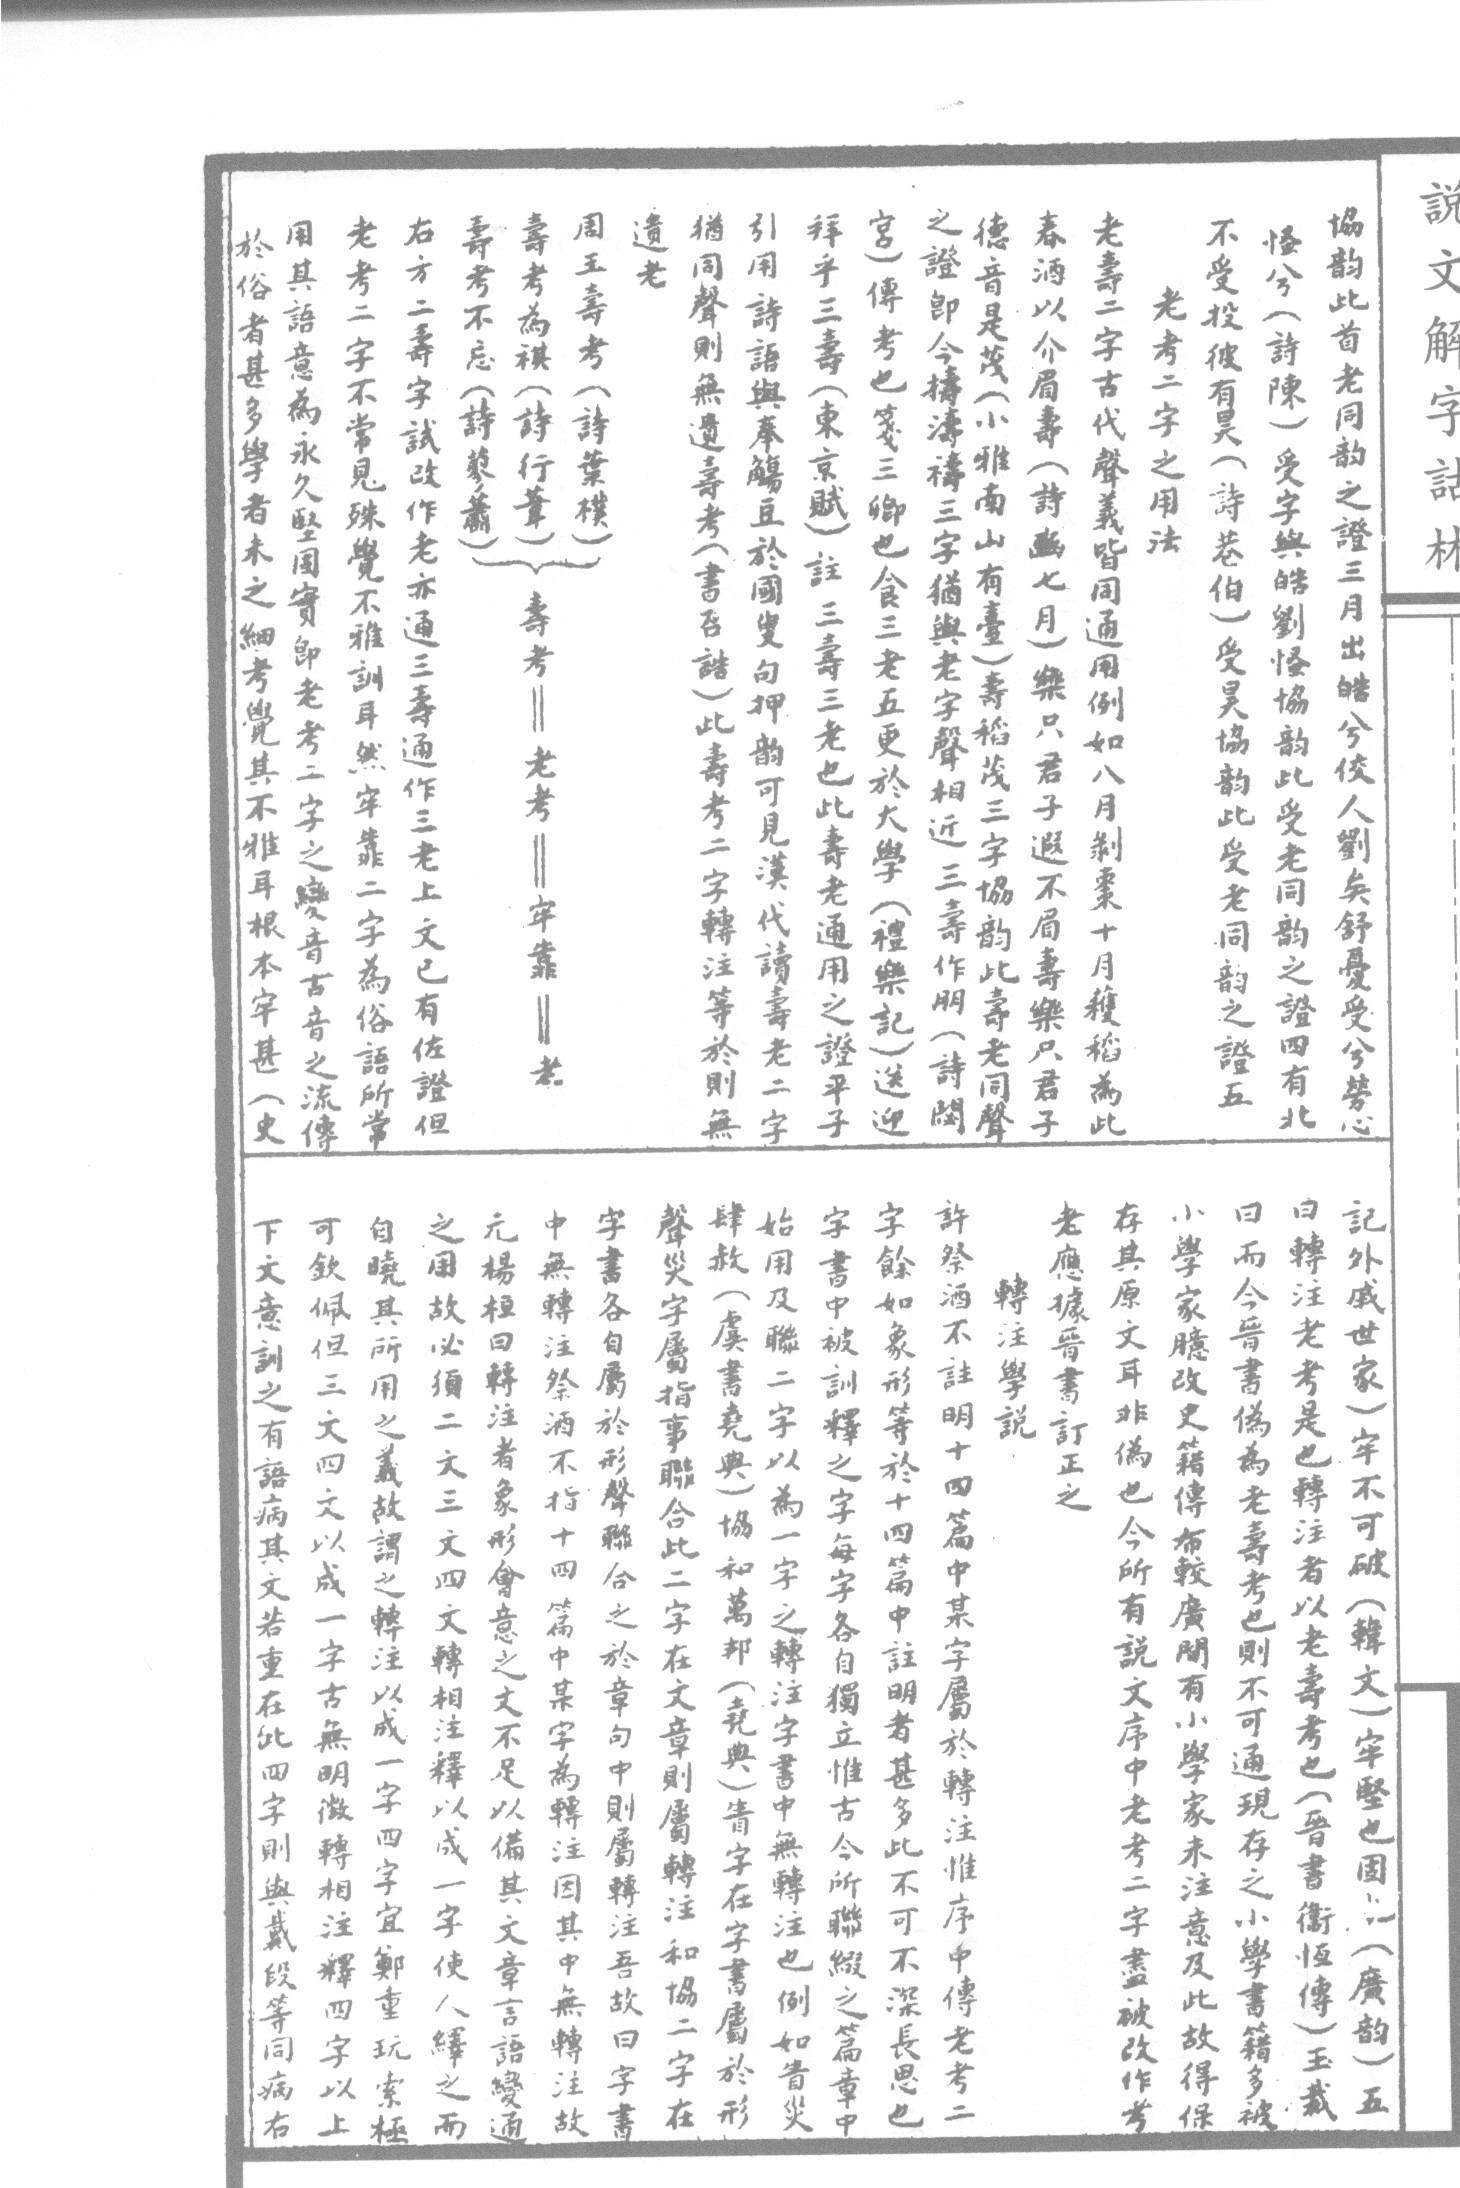 說文解字詁林
協韵此首老同韵之證三月出皓兮佼人劉矣舒憂受兮勞心
慅兮(詩陳)受字與皓劉慅協韵此受老同韵之證四有北
不受投彼有昊(詩巷伯)受昊協韵此受老同韵之證五
老考二字之用法
老壽二字古代聲義皆同通用例如八月剝棗十月穫稻為此
春酒以介眉壽(詩豳七月)樂只君子遐不眉壽樂只君子
德音是茂(小雅南山有臺)壽稻茂三字協韵此壽老同聲
之證即今擣濤禱三字猶與老字聲相近三壽作朋(詩閟
宮)傳考也箋三卿也食三老五更於大學(禮樂記)送迎
拜乎三壽(東京賦)註三壽三老也此壽老通用之證平子
引用詩語與奉觴豆於國叟句押韵可見漢代讀壽老二字
猶同聲則無遺壽考(書召誥)此壽考二字轉注等於則無
遺老
周王壽考(詩棫樸)
壽考為祺(詩行葦)
壽考不忘(詩蓼蕭)
壽考＝老考＝牢靠＝老
右方二壽字試改作老亦通三壽通作三老上文已有佐證但
老考二字不常見殊覺不雅訓耳然牢靠二字為俗語所常
用其語意為永久堅固實即老考二字之變音古音之流傳
於俗者甚多學者未之細考覺其不雅耳根本牢甚(史
記外戚世家)牢不可破(韓文)牢堅也固也(廣韵)五
曰轉注老考是也轉注者以老壽考也(晉書衞恆傳)玉裁
曰而今晉書偽為老壽考也則不可通現存之小學書籍多被
小學家臆改史籍傳布較廣間有小學家未注意及此故得保
存其原文耳非偽也今所有說文序中老考二字盡被改作考
老應據晉書訂正之
轉注學說
許祭酒不註明十四篇中某字屬於轉注惟序中傳老考二
字餘如象形等於十四篇中註明者甚多此不可不深長思也
字書中被訓釋之字每字各自獨立惟古今所聯綴之篇章中
始用及聯二字以為一字之轉注字書中無轉注也例如眚災
肆赦(虞書堯典)協和萬邦(堯典)眚字在字書屬於形
聲災字屬指事聯合此二字在文章則屬轉注和協二字在
字書各自屬於形聲聯合之於章句中則屬轉注吾故曰字書
中無轉注祭酒不指十四篇中某字為轉注因其中無轉注故
元楊桓曰轉注者象形會意之文不足以備其文章言語變通
之用故必須二文三文四文轉相注釋以成一字使人繹之而
自曉其所用之義故謂之轉注以成一字四字宜鄭重玩索極
可欽佩但三文四文以成一字古無明徵轉相注釋四字以上
下文意訓之有語病其文若重在此四字則與戴段等同病右